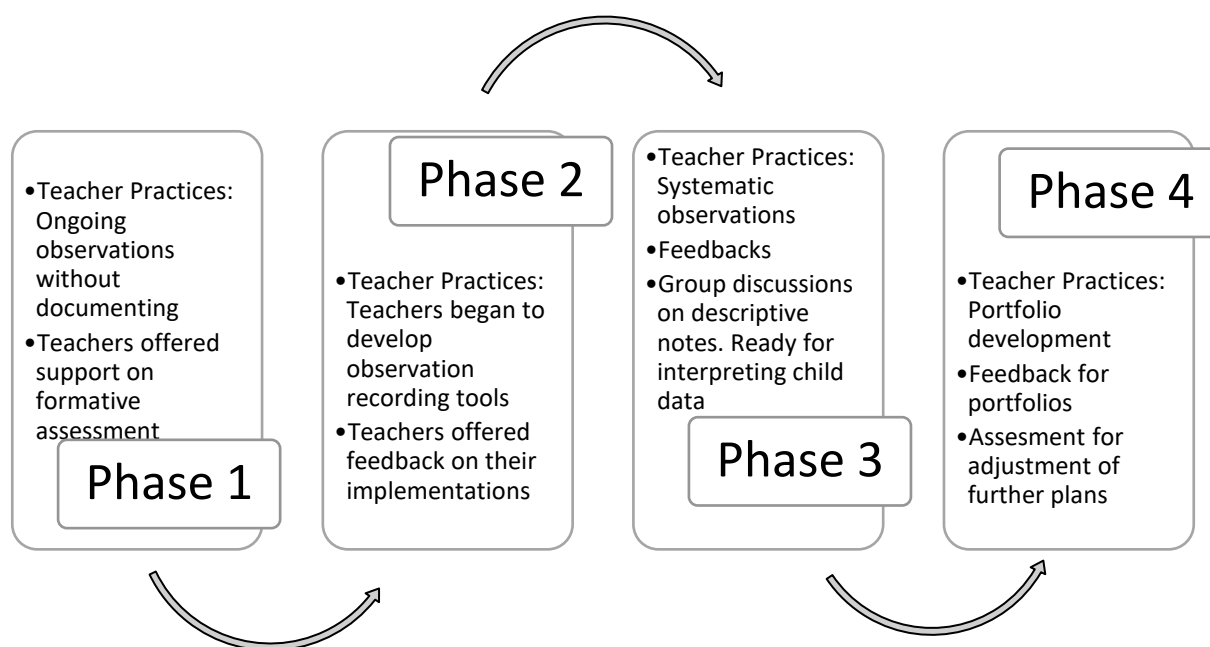 •Teacher Practices:
Ongoing
observations
without
documenting
•Teachers offered
support on
formative
assessment
Phase 1
Phase 2
•Teacher Practices:
Teachers began to
develop
observation
recording tools
•Teachers offered
feedback on their
implementations
•Teacher Practices:
Systematic
observations
•Feedbacks
•Group discussions
on descriptive
notes. Ready for
interpreting child
data
Phase 3
Phase 4
•Teacher Practices:
Portfolio
development
•Feedback for
portfolios
•Assesment for
adjustment of
further plans